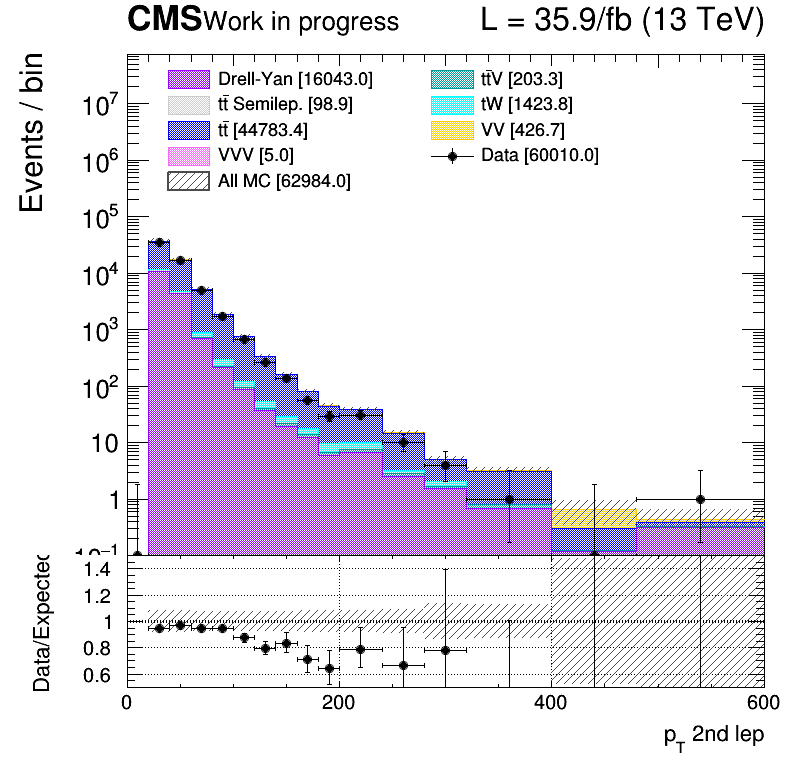 CMS Work in progress L = 35.9/fb (13 TeV)
Events / bin
Drell-Yan [16043.0]
tt̄ Semilep. [98.9]
tt̄ [44783.4]
VVV [5.0]
All MC [62984.0]
tt̄V [203.3]
tW [1423.8]
VV [426.7]
Data [60010.0]
10⁷
10⁶
10⁵
10⁴
10³
10²
10
1
10⁻¹
Data/Expected
1.4
1.2
1
0.8
0.6
0 200 400 600
p_T 2nd lep